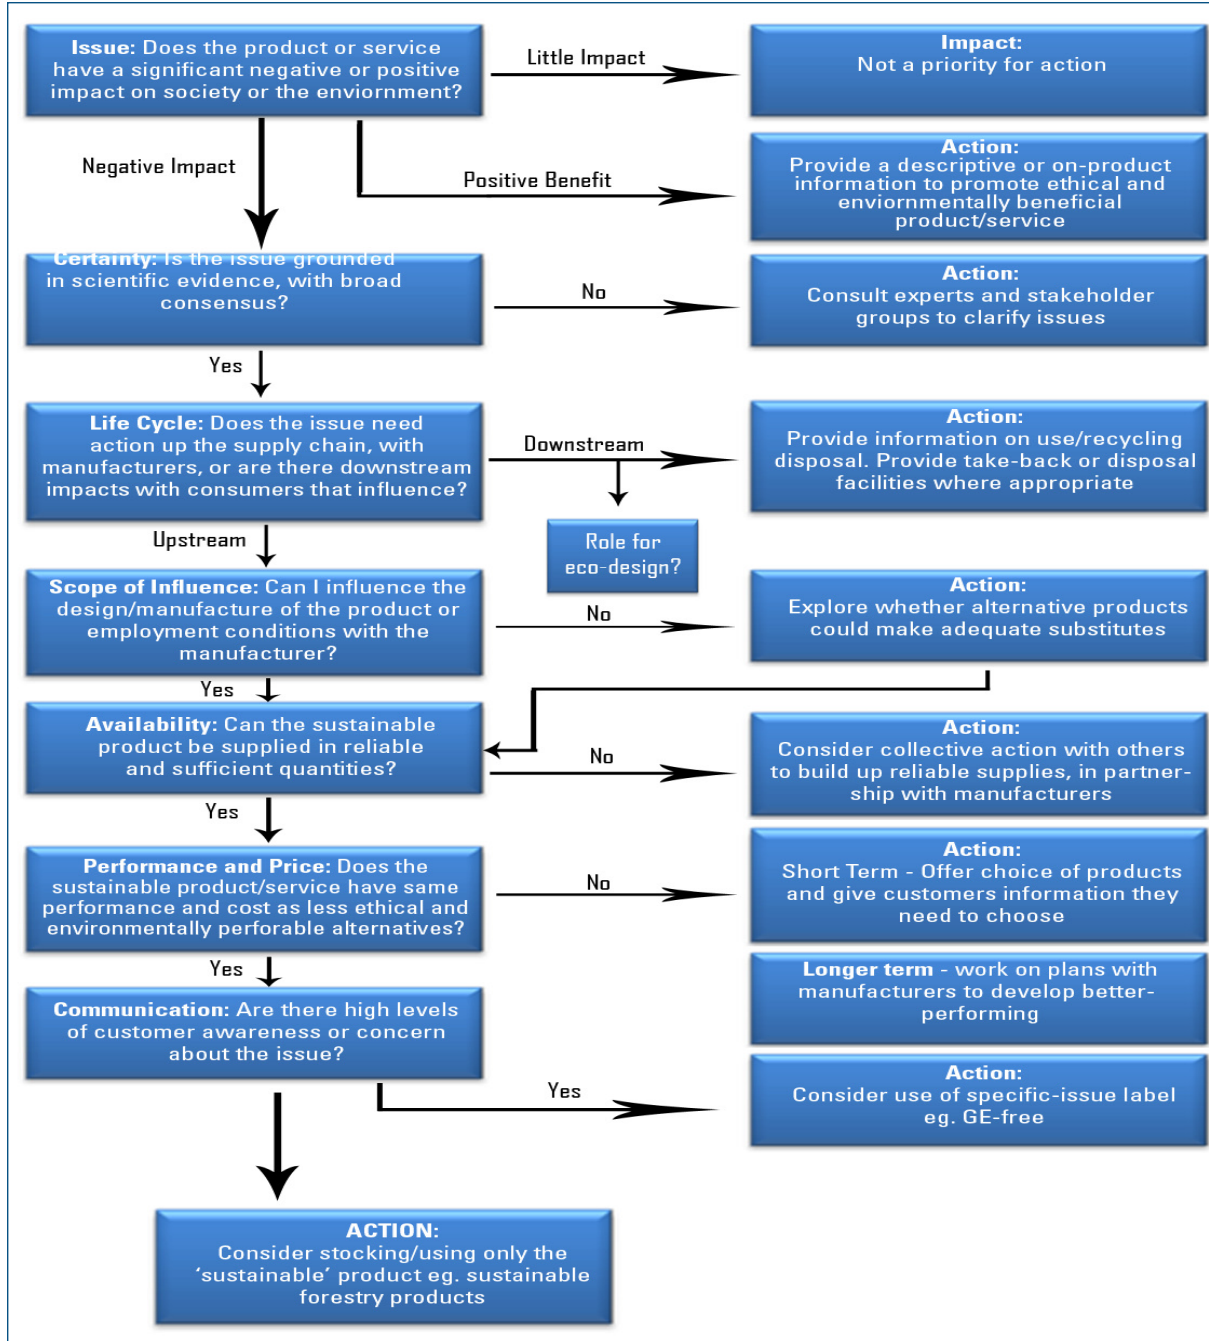 Issue: Does the product or service
have a significant negative or positive
impact on society or the enviornment?
Little Impact
Impact:
Not a priority for action
Negative Impact
Positive Benefit
Action:
Provide a descriptive or on-product
information to promote ethical and
enviornmentally beneficial
product/service
Certainty: Is the issue grounded
in scientific evidence, with broad
consensus?
No
Action:
Consult experts and stakeholder
groups to clarify issues
Yes
Life Cycle: Does the issue need
action up the supply chain, with
manufacturers, or are there downstream
impacts with consumers that influence?
Downstream
Action:
Provide information on use/recycling
disposal. Provide take-back or disposal
facilities where appropriate
Upstream
Role for
eco-design?
Scope of Influence: Can I influence the
design/manufacture of the product or
employment conditions with the
manufacturer?
No
Action:
Explore whether alternative products
could make adequate substitutes
Yes
Availability: Can the sustainable
product be supplied in reliable
and sufficient quantities?
No
Action:
Consider collective action with others
to build up reliable supplies, in partner-
ship with manufacturers
Yes
Performance and Price: Does the
sustainable product/service have same
performance and cost as less ethical and
environmentally perforable alternatives?
No
Action:
Short Term - Offer choice of products
and give customers information they
need to choose
Yes
Longer term - work on plans with
manufacturers to develop better-
performing
Communication: Are there high levels
of customer awareness or concern
about the issue?
Yes
Action:
Consider use of specific-issue label
eg. GE-free
ACTION:
Consider stocking/using only the
‘sustainable’ product eg. sustainable
forestry products